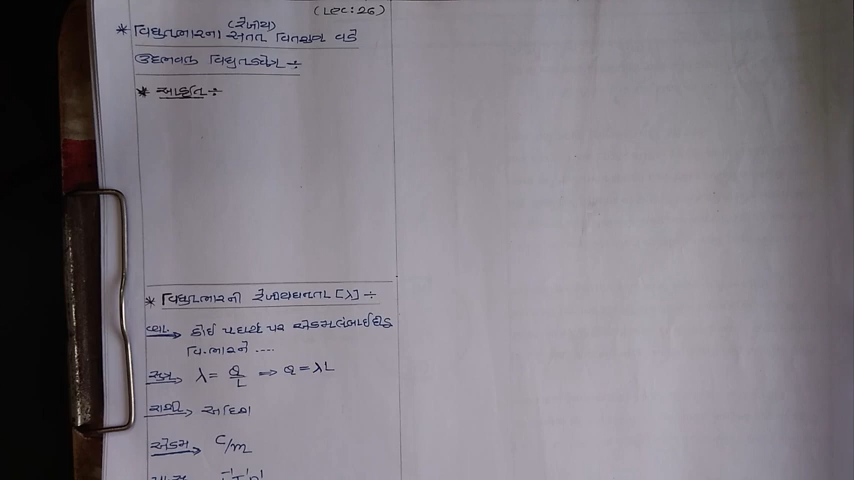 (Lec:26)
(રેખીય)
* વિદ્યુતભારના સતત વિતરણ વડે
ઉદ્દભવતુ વિદ્યુતક્ષેત્ર ÷
* આકૃતિ ÷
* વિદ્યુતભારની રેખીયઘનતા [λ] ÷
વ્યા. કોઈ પદાર્થ પર એકમલંબાઈદીઠ
વિ.ભારને ....
સૂત્ર λ = Q/L ⇒ Q = λL
રાશી અદિશ
એકમ C/m